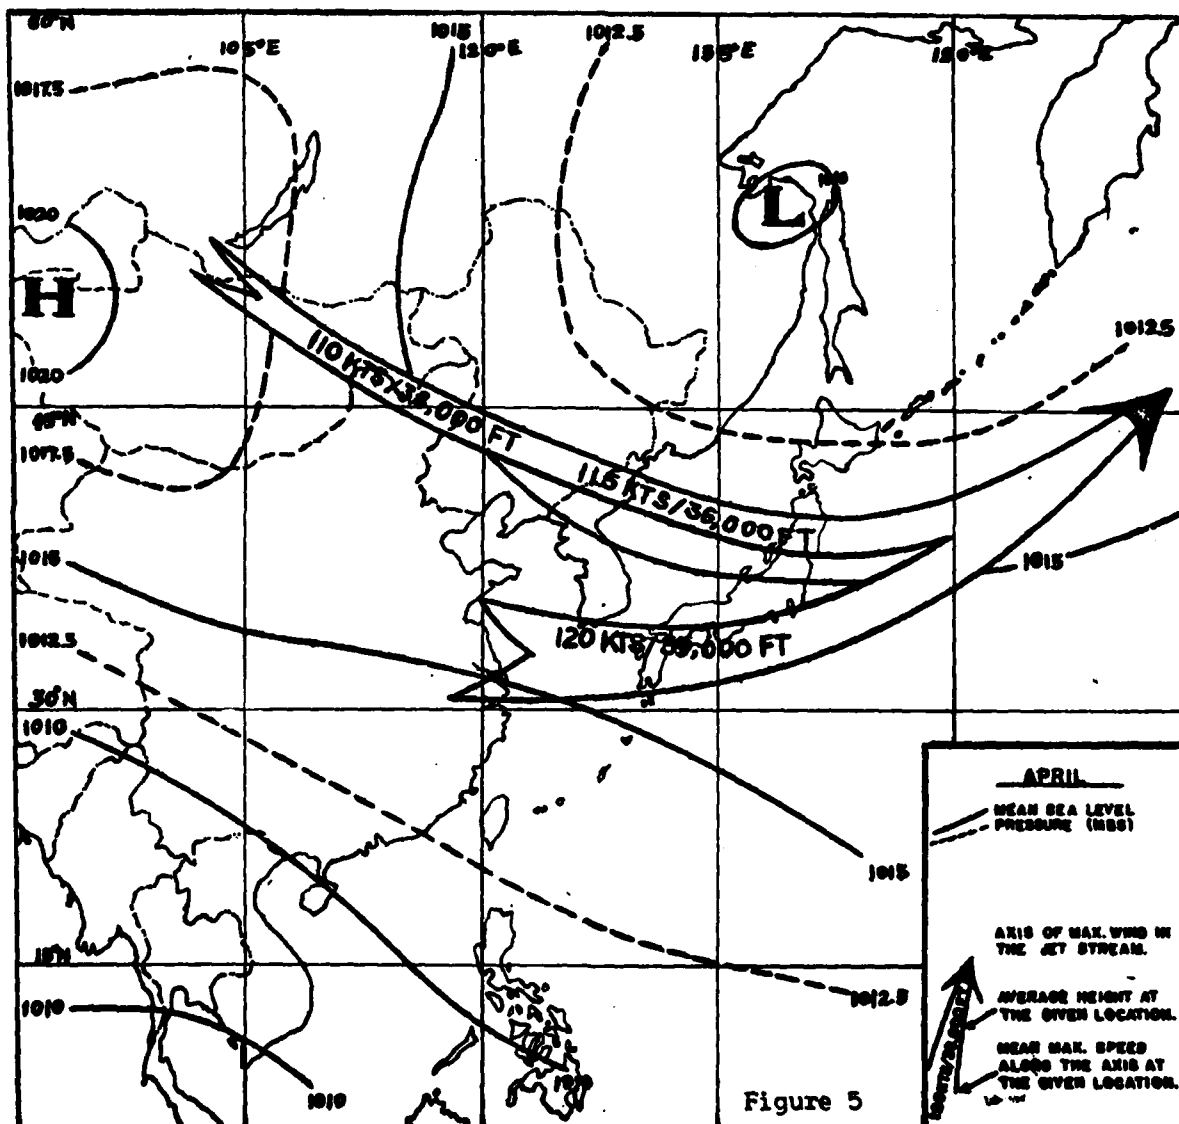 60°N
105°E
1015
120°E
1012.5
135°E
1017.5
1020
L
H
110 KTS/38,000 FT
1012.5
1020
45°N
1017.5
115 KTS/36,000 FT
1015
1015
120 KTS/39,000 FT
1012.5
30°N
1010
1015
15°N
1012.5
1010
1010
1010
APRIL
MEAN SEA LEVEL
PRESSURE (MBS)
AXIS OF MAX. WIND IN
THE JET STREAM.
AVERAGE HEIGHT AT
THE GIVEN LOCATION.
MEAN MAX. SPEED
ALONG THE AXIS AT
THE GIVEN LOCATION.
Figure 5